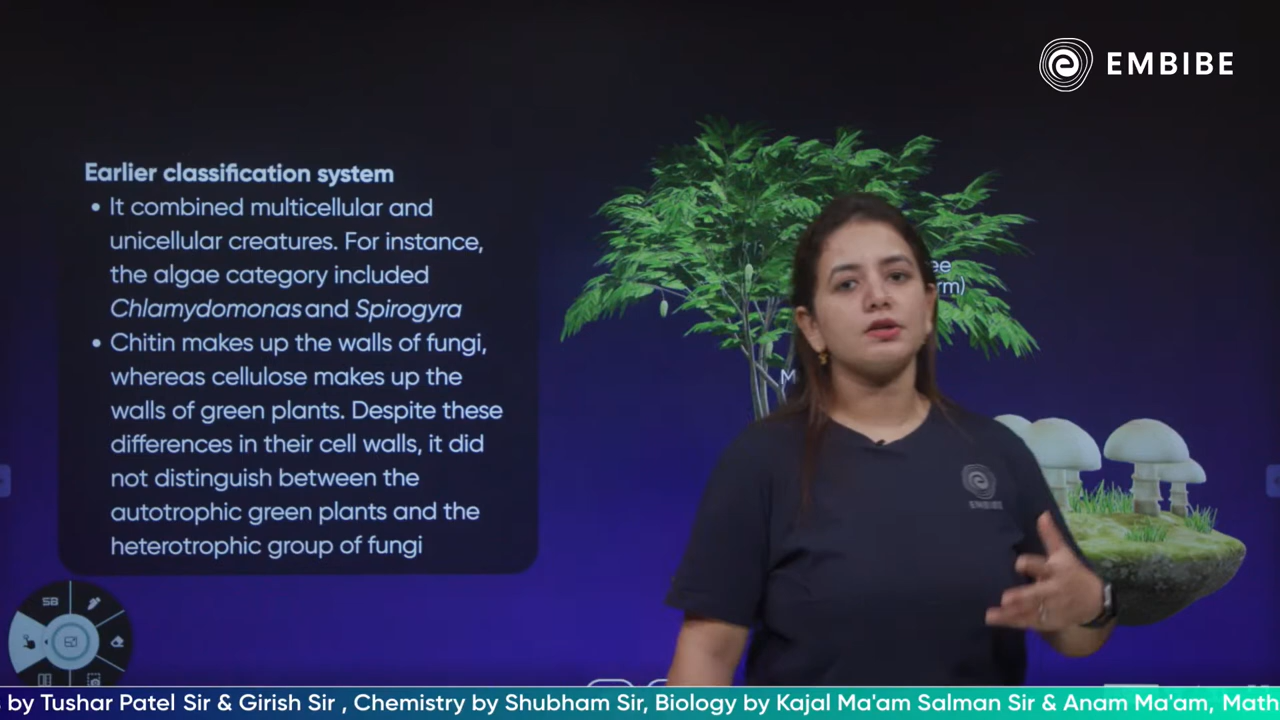 EMBIBE
Earlier classification system
• It combined multicellular and
unicellular creatures. For instance,
the algae category included
Chlamydomonas and Spirogyra
• Chitin makes up the walls of fungi,
whereas cellulose makes up the
walls of green plants. Despite these
differences in their cell walls, it did
not distinguish between the
autotrophic green plants and the
heterotrophic group of fungi
EMBIBE
by Tushar Patel Sir & Girish Sir , Chemistry by Shubham Sir, Biology by Kajal Ma'am Salman Sir & Anam Ma'am, Math